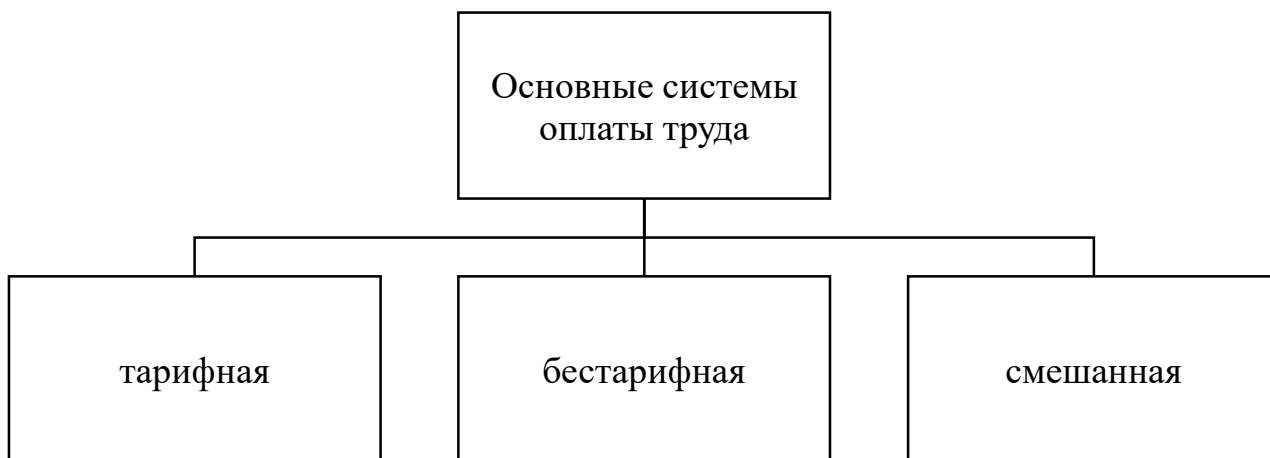 Основные системы
оплаты труда
тарифная
бестарифная
смешанная